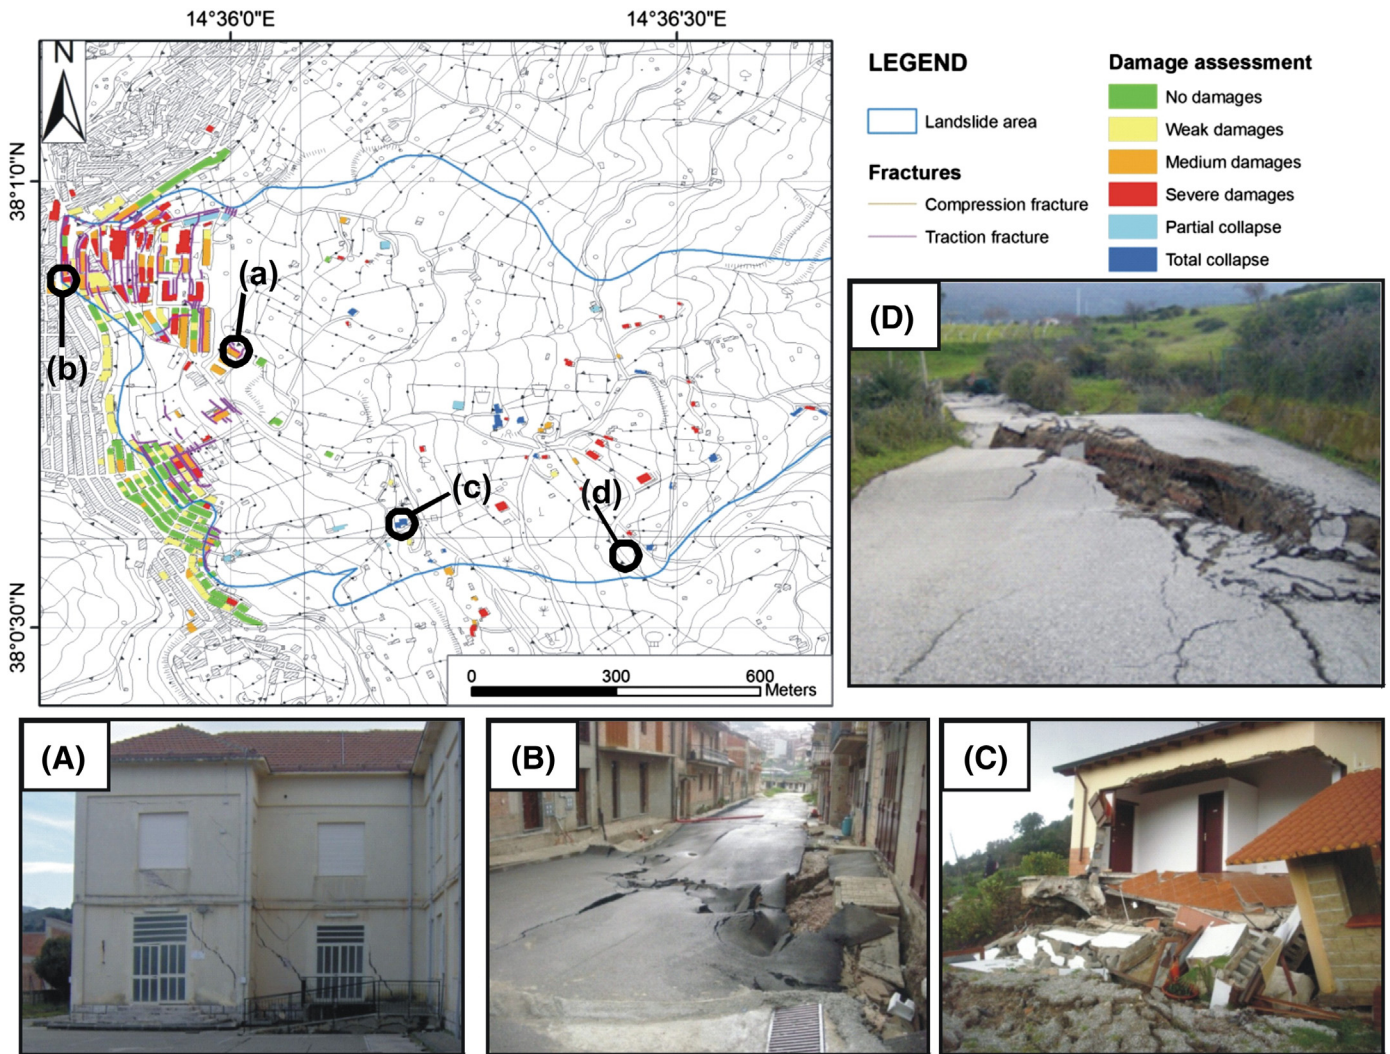 14°36'0"E
14°36'30"E
N
38°1'0"N
38°0'30"N
(a)
(b)
(c)
(d)
0 300 600
Meters
LEGEND
Landslide area
Fractures
Compression fracture
Traction fracture
Damage assessment
No damages
Weak damages
Medium damages
Severe damages
Partial collapse
Total collapse
(D)
(A)
(B)
(C)